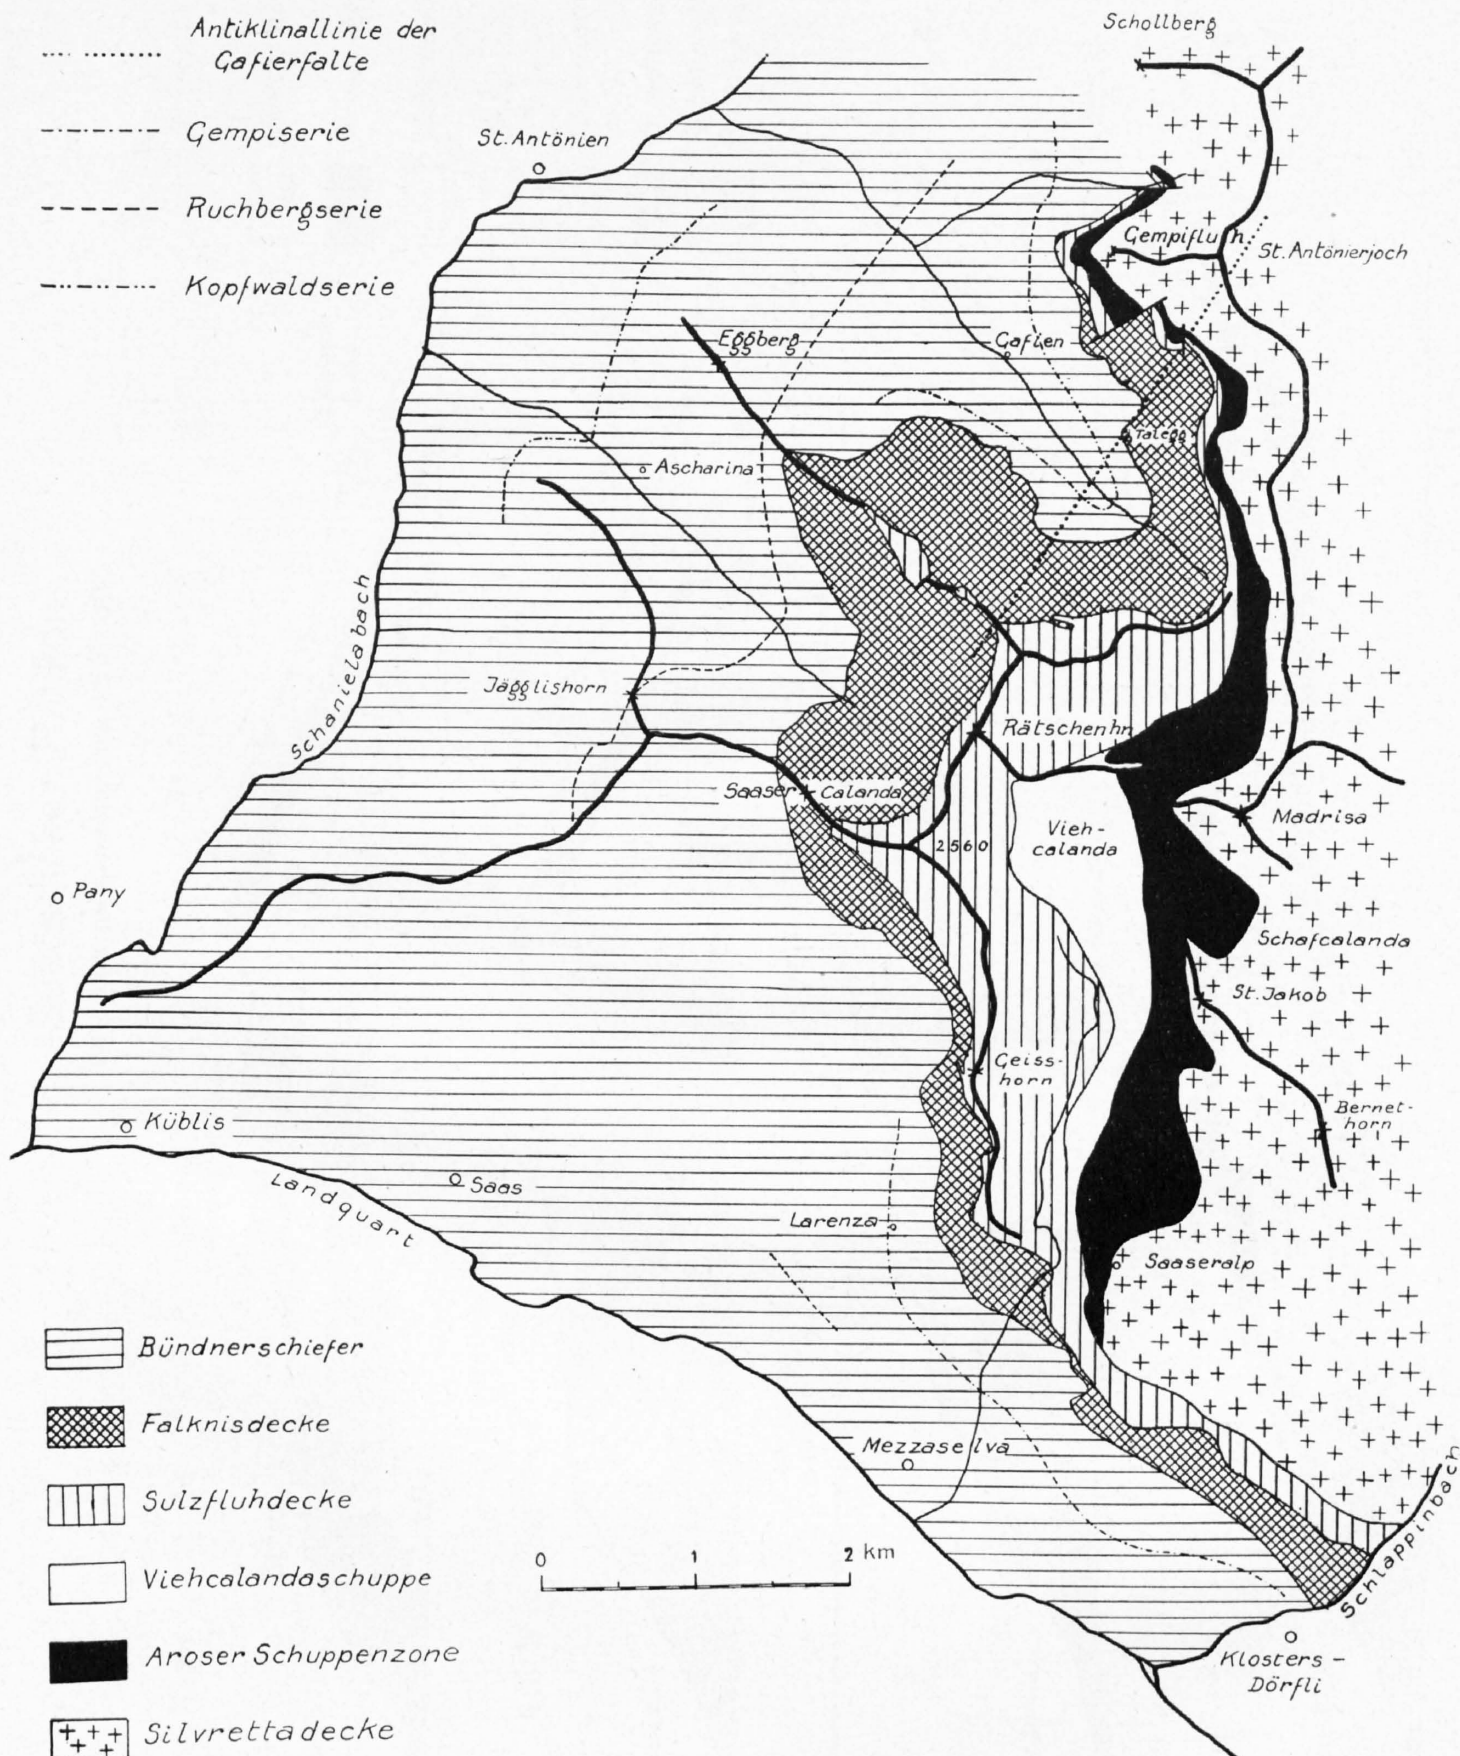 Antiklinallinie der
Gafierfalte
Gempiserie
Ruchbergserie
Kopfwaldserie
Schollberg
St. Antönien
Gempifluh
St. Antönierjoch
Eggberg
Gafien
Talegg
Ascharina
Schanielabach
Jägglishorn
Rätschenhn
Saaser Calanda
Madrisa
Vieh-
calanda
2560
Pany
Schafcalanda
St. Jakob
Geiss-
horn
Bernet-
horn
Küblis
Saas
Landquart
Larenza
Saaseralp
Bündnerschiefer
Falknisdecke
Mezzaselva
Sulzfluhdecke
Schlappinbach
0 1 2 km
Viehcalandaschuppe
Aroser Schuppenzone
Klosters-
Dörfli
Silvrettadecke